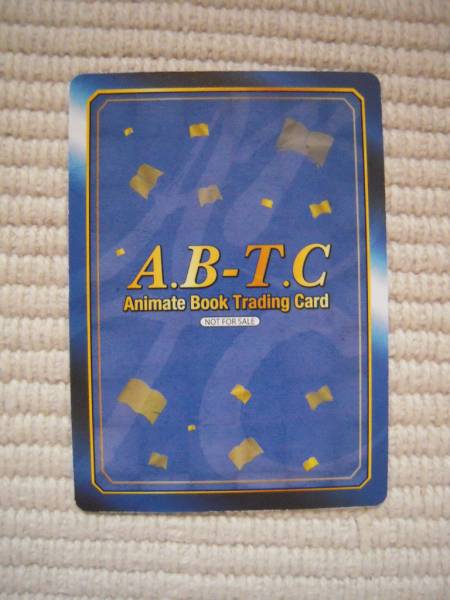 A.B-T.C
Animate Book Trading Card
NOT FOR SALE